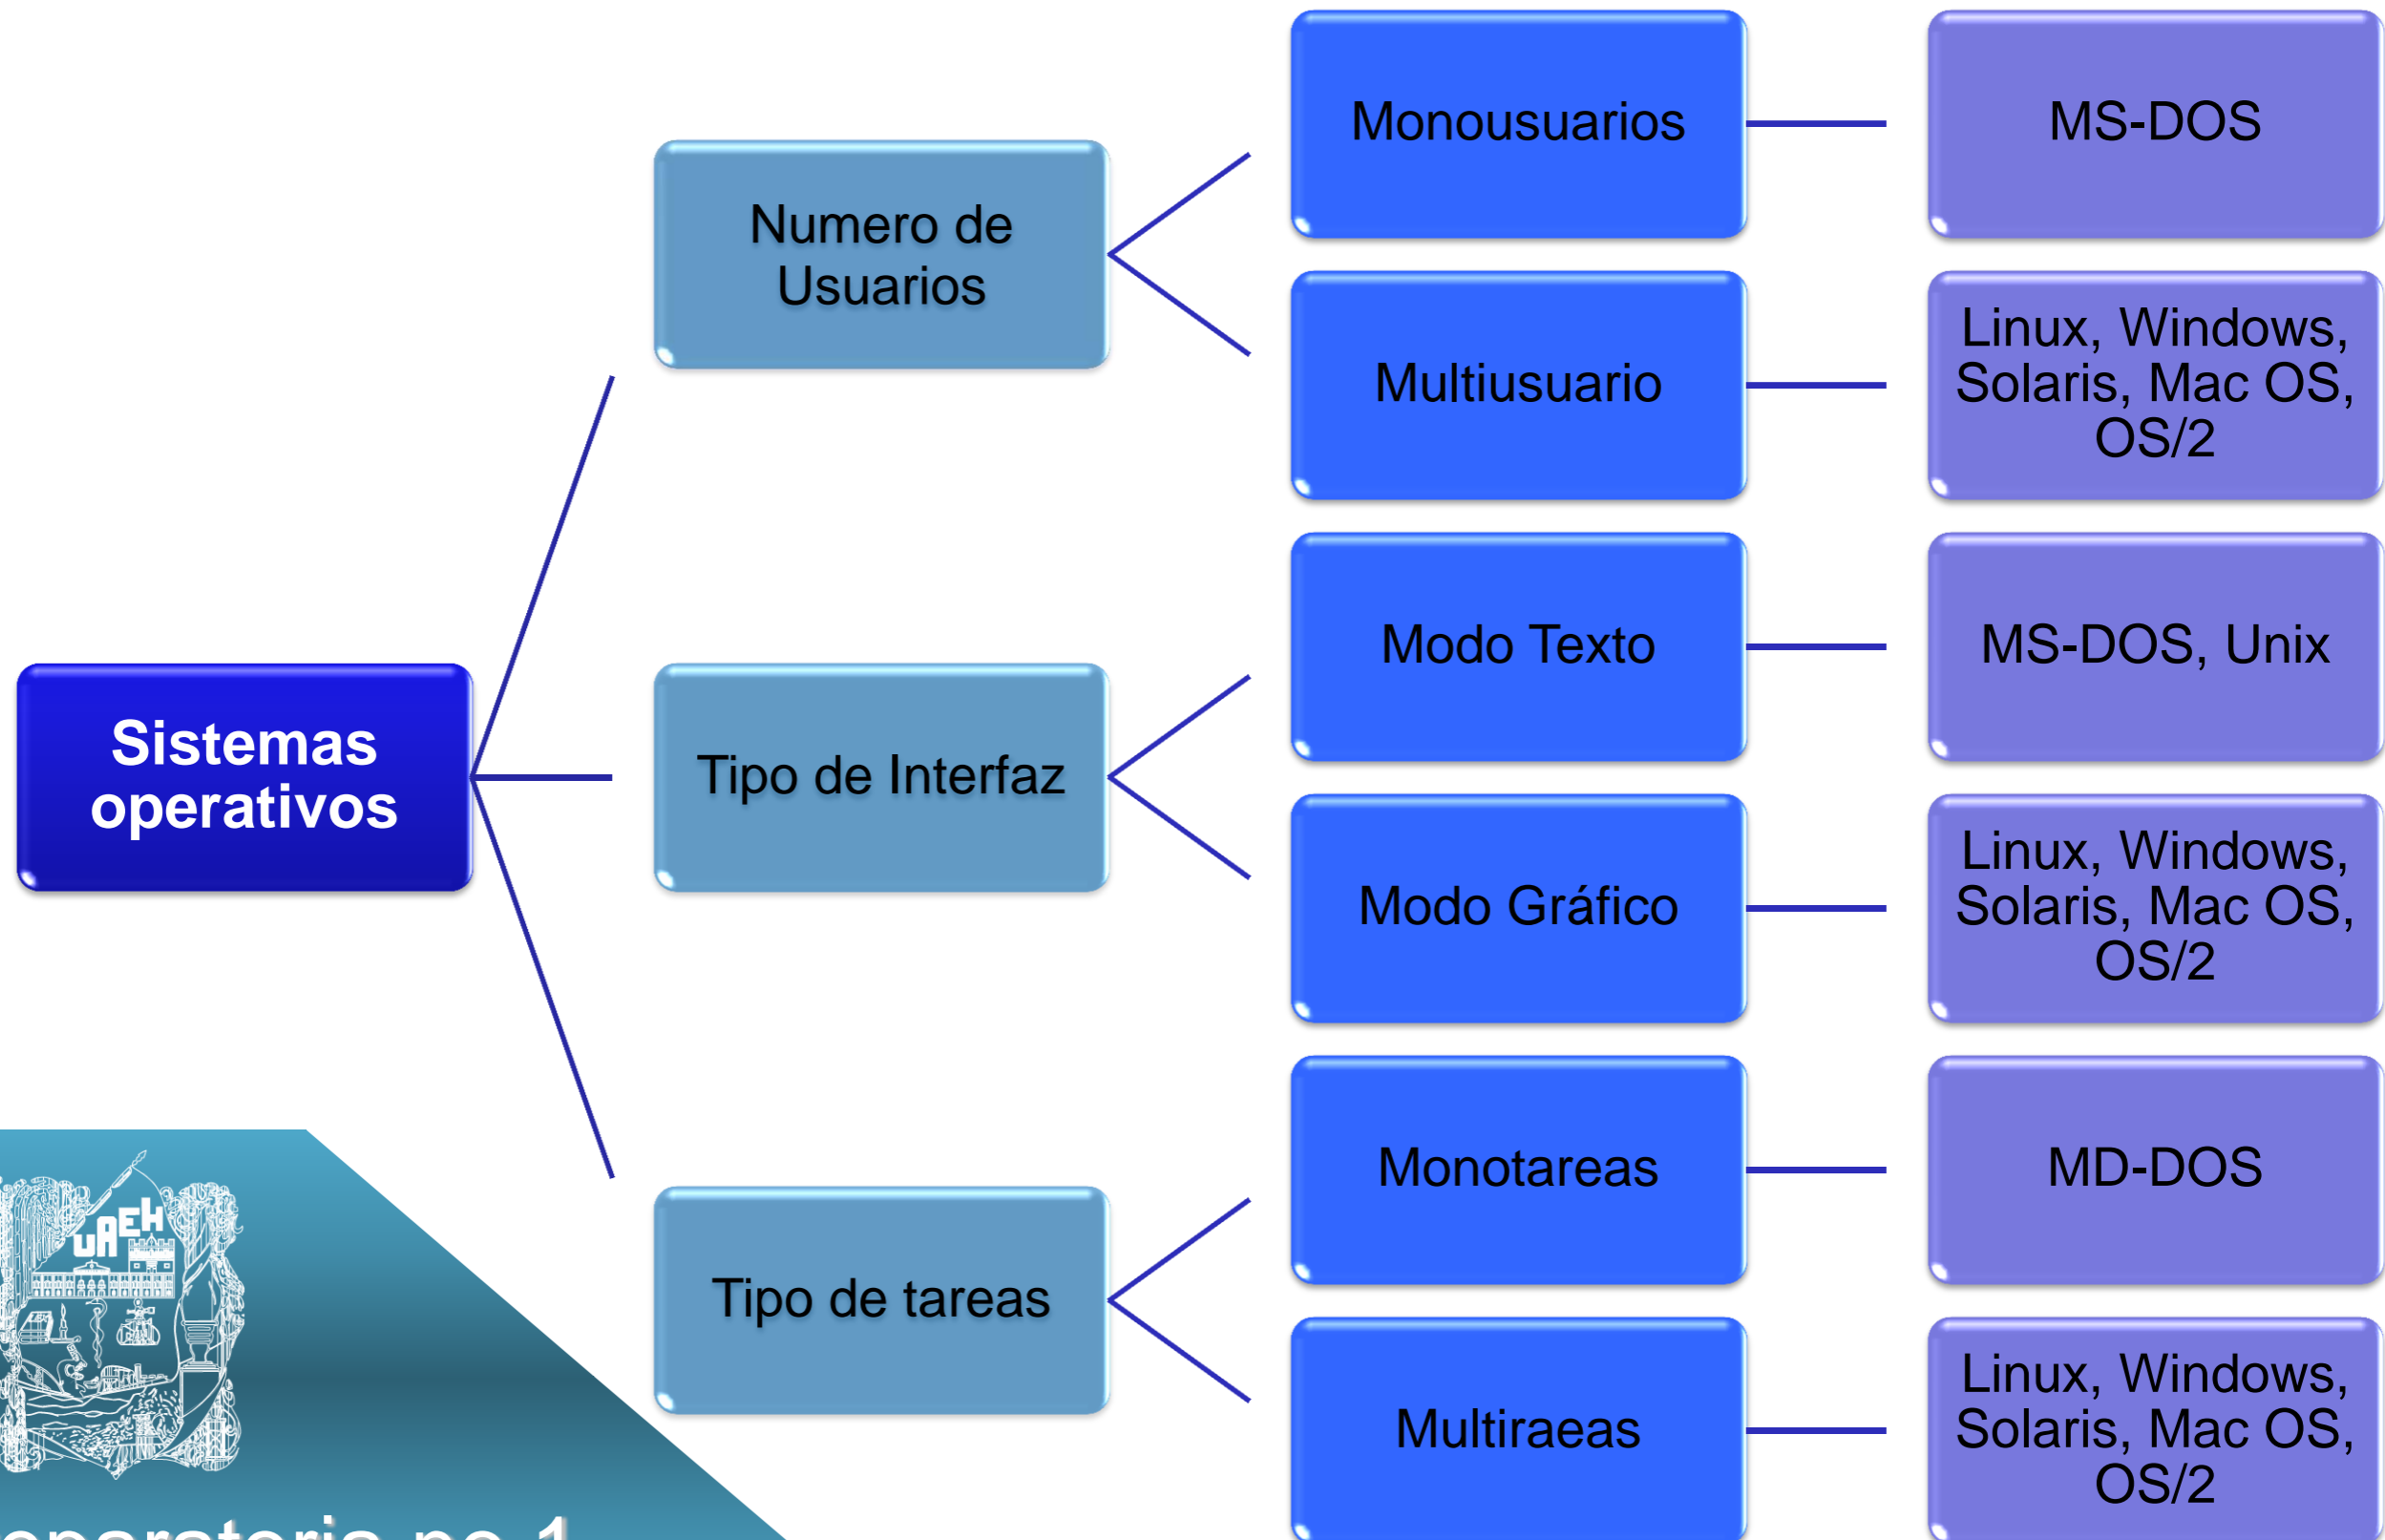 Sistemas
operativos
Numero de
Usuarios
Monousuarios
MS-DOS
Multiusuario
Linux, Windows,
Solaris, Mac OS,
OS/2
Tipo de Interfaz
Modo Texto
MS-DOS, Unix
Modo Gráfico
Linux, Windows,
Solaris, Mac OS,
OS/2
Tipo de tareas
Monotareas
MD-DOS
Multiraeas
Linux, Windows,
Solaris, Mac OS,
OS/2
UAEH
no 1